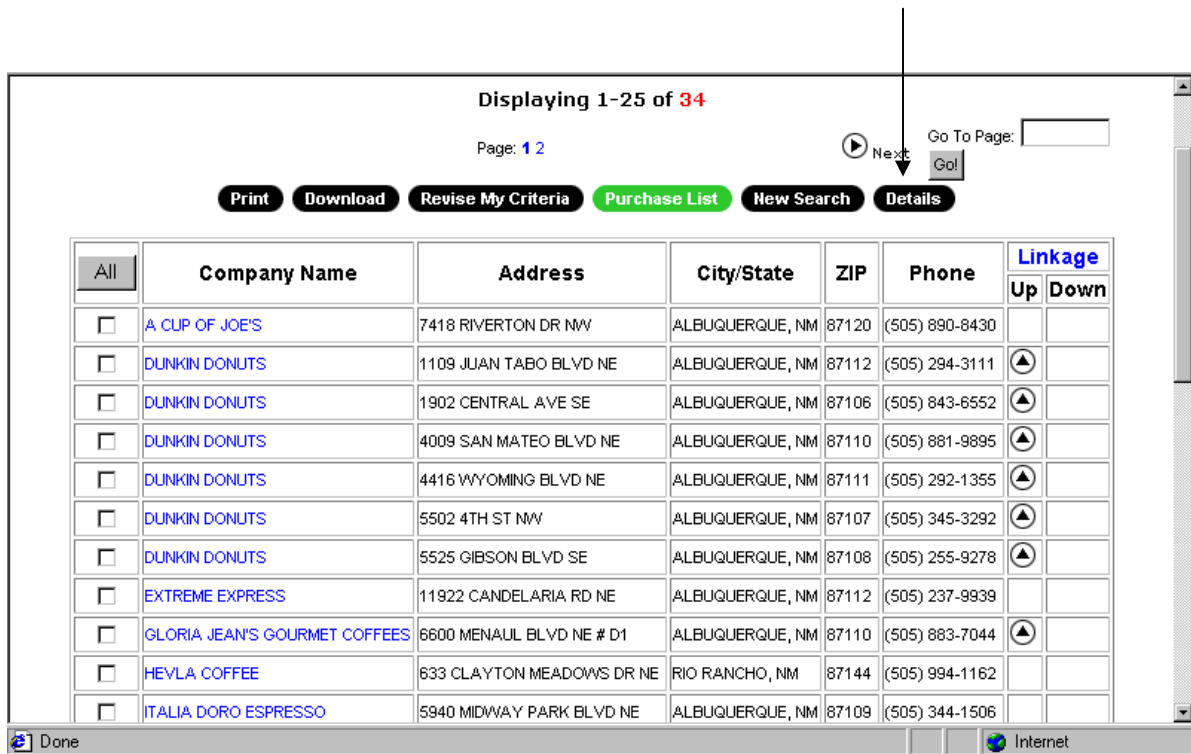 Displaying 1-25 of 34
Page: 1 2
Next
Go To Page:
Go!
Print Download Revise My Criteria Purchase List New Search Details
All Company Name Address City/State ZIP Phone Linkage
Up Down
A CUP OF JOE'S 7418 RIVERTON DR NW ALBUQUERQUE, NM 87120 (505) 890-8430
DUNKIN DONUTS 1109 JUAN TABO BLVD NE ALBUQUERQUE, NM 87112 (505) 294-3111
DUNKIN DONUTS 1902 CENTRAL AVE SE ALBUQUERQUE, NM 87106 (505) 843-6552
DUNKIN DONUTS 4009 SAN MATEO BLVD NE ALBUQUERQUE, NM 87110 (505) 881-9895
DUNKIN DONUTS 4416 WYOMING BLVD NE ALBUQUERQUE, NM 87111 (505) 292-1355
DUNKIN DONUTS 5502 4TH ST NW ALBUQUERQUE, NM 87107 (505) 345-3292
DUNKIN DONUTS 5525 GIBSON BLVD SE ALBUQUERQUE, NM 87108 (505) 255-9278
EXTREME EXPRESS 11922 CANDELARIA RD NE ALBUQUERQUE, NM 87112 (505) 237-9939
GLORIA JEAN'S GOURMET COFFEES 6600 MENAUL BLVD NE # D1 ALBUQUERQUE, NM 87110 (505) 883-7044
HEVLA COFFEE 633 CLAYTON MEADOWS DR NE RIO RANCHO, NM 87144 (505) 994-1162
ITALIA DORO ESPRESSO 5940 MIDWAY PARK BLVD NE ALBUQUERQUE, NM 87109 (505) 344-1506
Done Internet